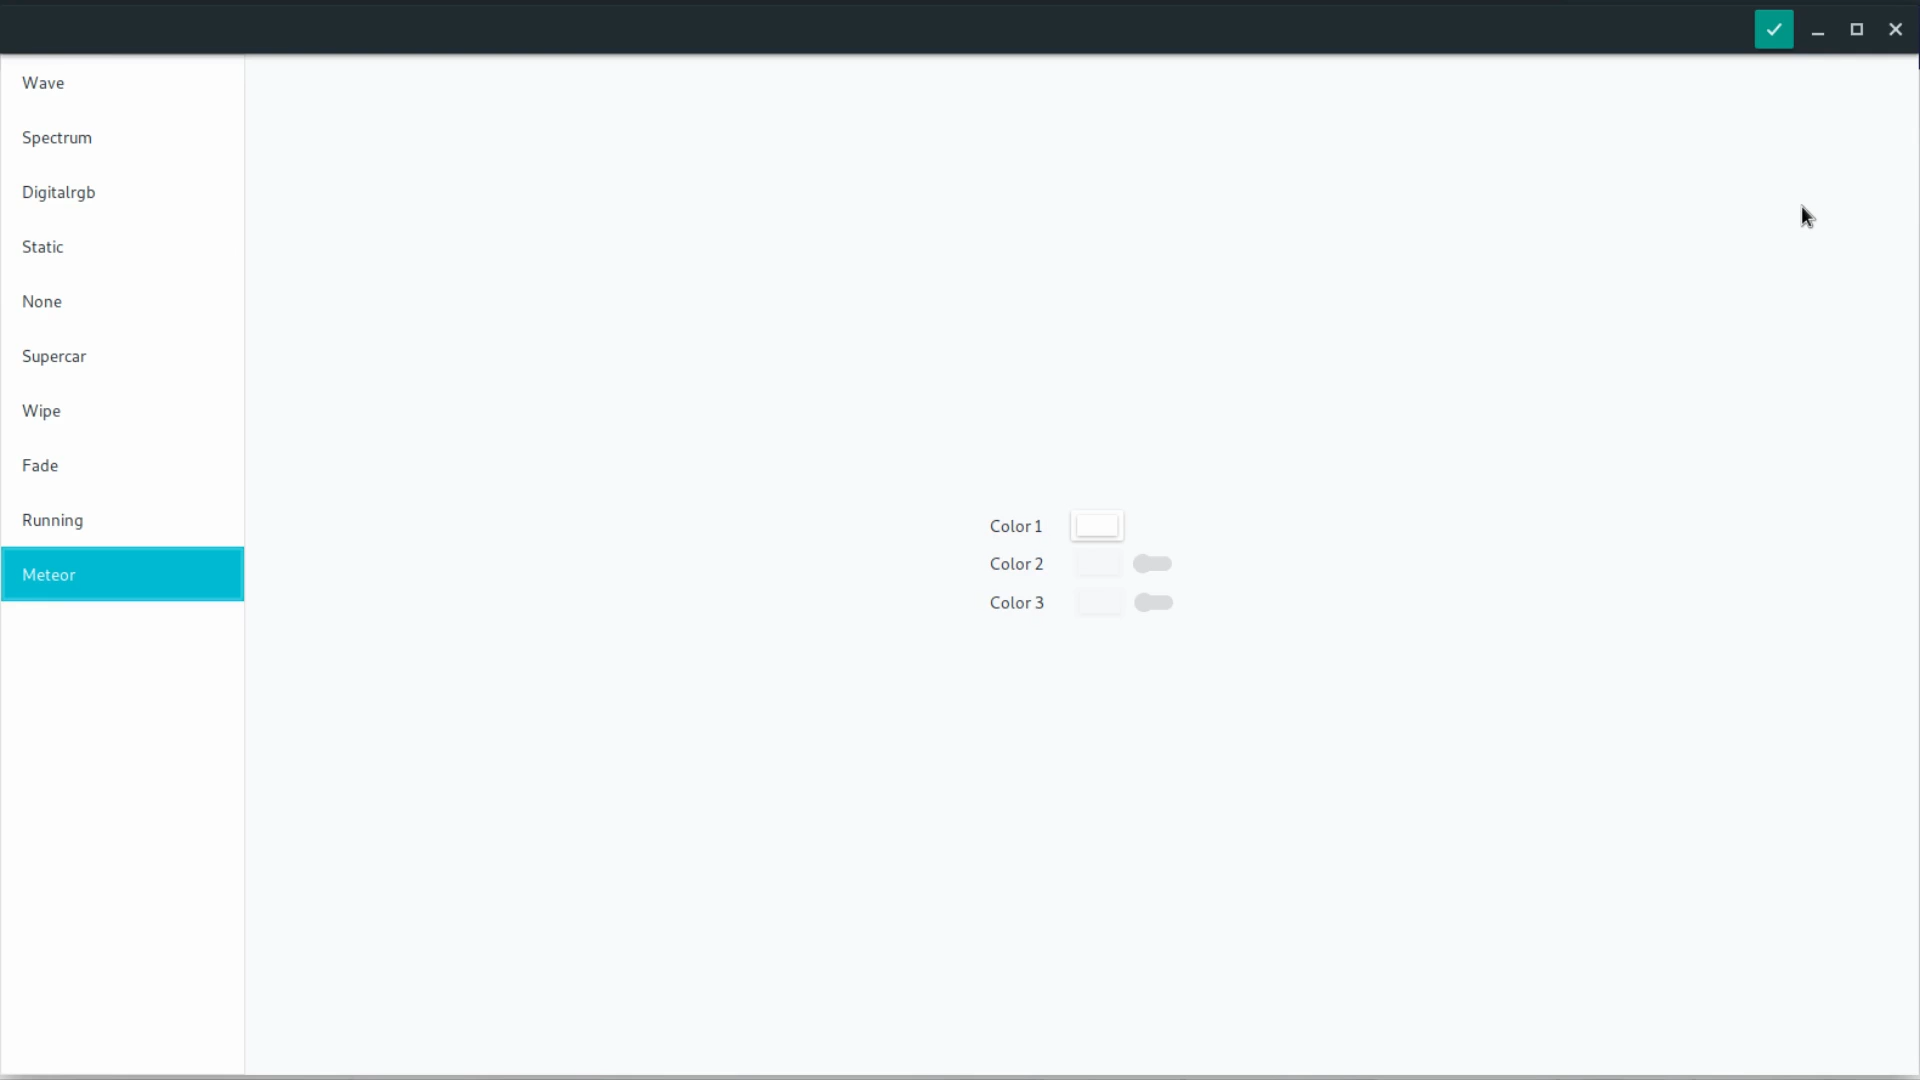 Wave
Spectrum
Digitalrgb
Static
None
Supercar
Wipe
Fade
Running
Meteor
Color 1
Color 2
Color 3